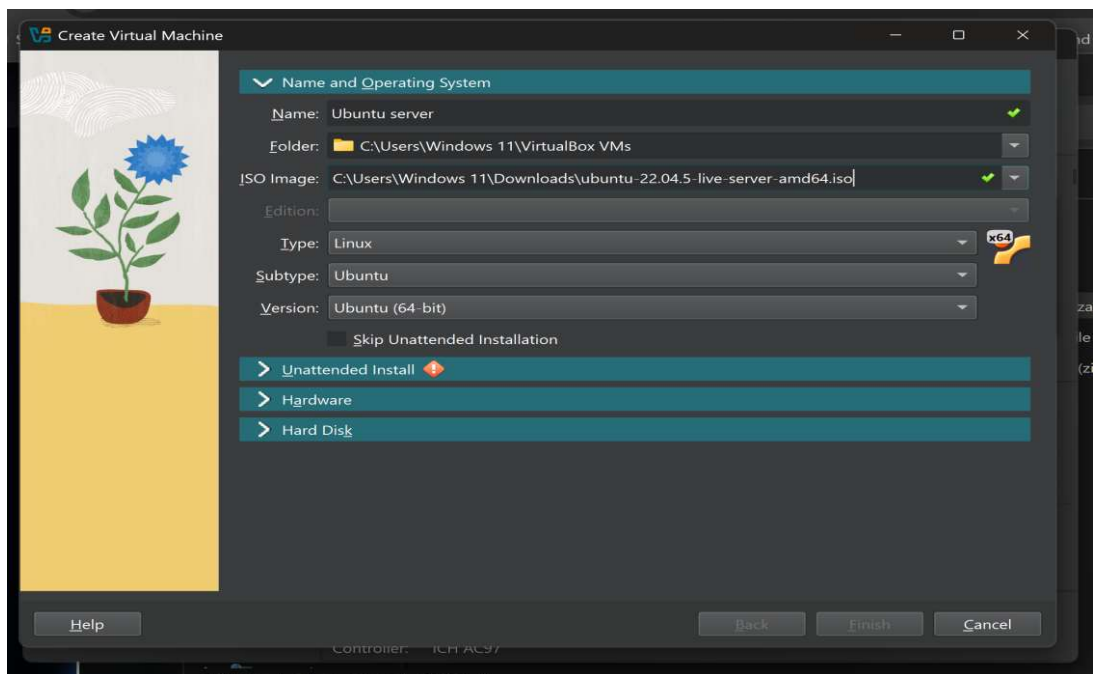 Create Virtual Machine
Name and Operating System
Name: Ubuntu server
Folder: C:\Users\Windows 11\VirtualBox VMs
ISO Image: C:\Users\Windows 11\Downloads\ubuntu-22.04.5-live-server-amd64.iso
Edition:
Type: Linux
x64
Subtype: Ubuntu
Version: Ubuntu (64-bit)
Skip Unattended Installation
Unattended Install
Hardware
Hard Disk
Help Back Finish Cancel
Controller: ICH AC97